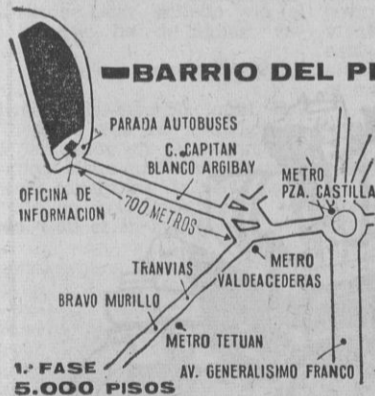 BARRIO DEL
PARADA AUTOBUSES
C. CAPITAN
BLANCO ARGIBAY
OFICINA DE
INFORMACION
700 METROS
METRO
PZA. CASTILLA
TRANVIAS
METRO
VALDEACEDERAS
BRAVO MURILLO
METRO TETUAN
AV. GENERALISIMO FRANCO
1.ª FASE
5.000 PISOS